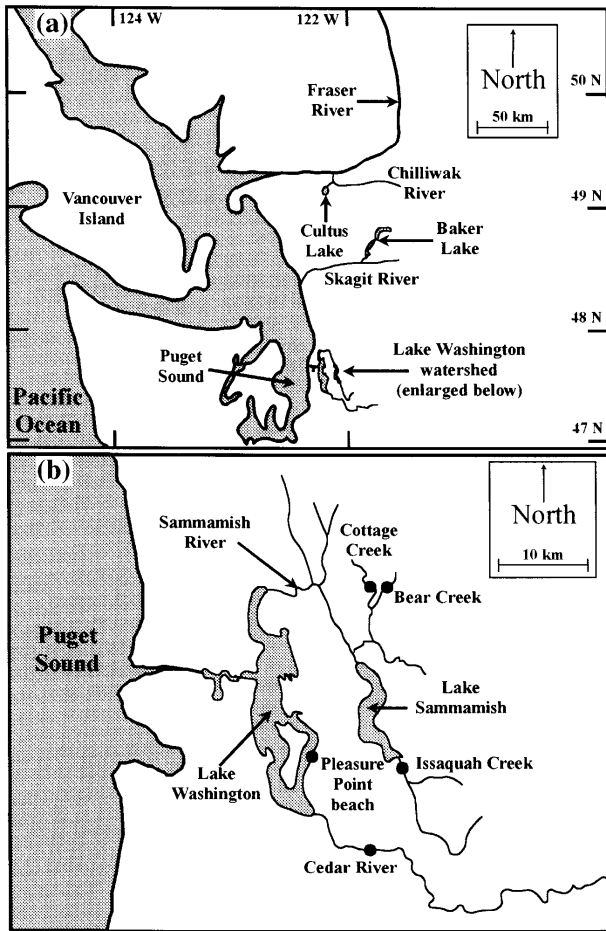 (a)
124 W
122 W
North
50 km
50 N
Fraser
River
Chilliwak
River
49 N
Vancouver
Island
Cultus
Lake
Baker
Lake
Skagit River
48 N
Puget
Sound
Lake Washington
watershed
(enlarged below)
Pacific
Ocean
47 N
(b)
North
10 km
Sammamish
River
Cottage
Creek
Bear Creek
Puget
Sound
Lake
Sammamish
Lake
Washington
Pleasure
Point
beach
Issaquah Creek
Cedar River